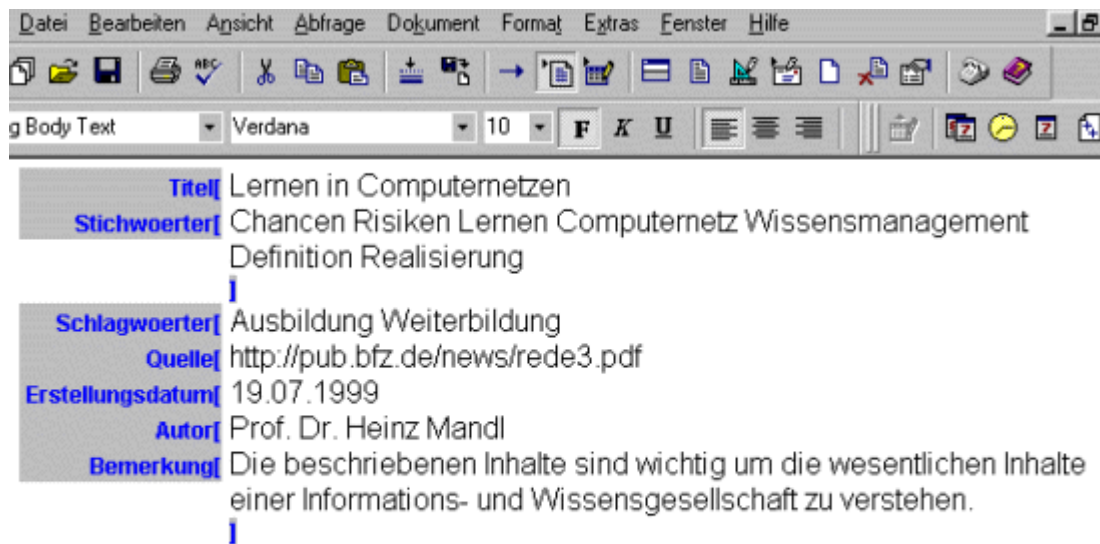 Datei Bearbeiten Ansicht Abfrage Dokument Format Extras Fenster Hilfe
ABC
g Body Text Verdana 10 F K U
Titel[ Lernen in Computernetzen
Stichwoerter[ Chancen Risiken Lernen Computernetz Wissensmanagement
Definition Realisierung
]
Schlagwoerter[ Ausbildung Weiterbildung
Quelle[ http://pub.bfz.de/news/rede3.pdf
Erstellungsdatum[ 19.07.1999
Autor[ Prof. Dr. Heinz Mandl
Bemerkung[ Die beschriebenen Inhalte sind wichtig um die wesentlichen Inhalte
einer Informations- und Wissensgesellschaft zu verstehen.
]